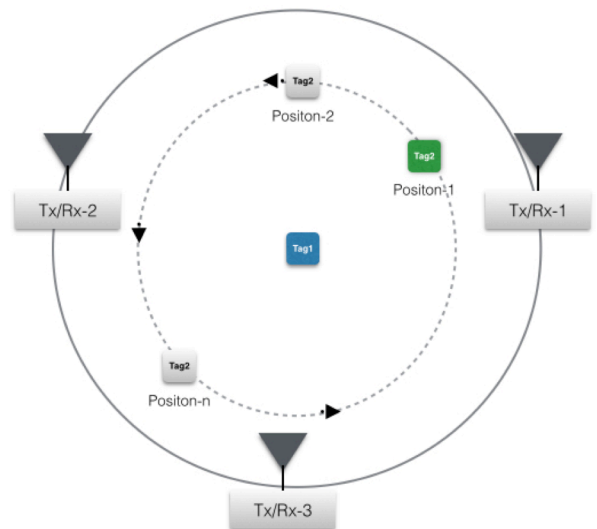 Tag2
Positon-2
Tag2
Positon-1
Tx/Rx-2
Tx/Rx-1
Tag1
Tag2
Positon-n
Tx/Rx-3